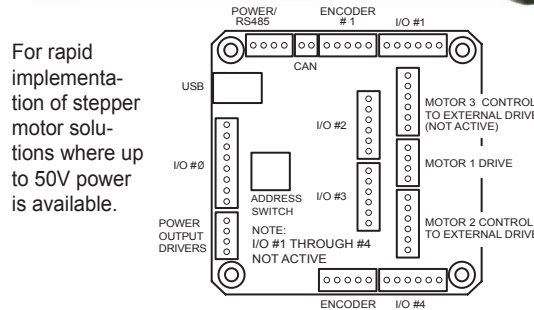 For rapid
implementa-
tion of stepper
motor solu-
tions where up
to 50V power
is available.
POWER/
RS485
ENCODER
# 1
I/O #1
CAN
USB
I/O #2
MOTOR 3 CONTROL
TO EXTERNAL DRIVE
(NOT ACTIVE)
I/O #0
MOTOR 1 DRIVE
ADDRESS
SWITCH
I/O #3
POWER
OUTPUT
DRIVERS
NOTE:
I/O #1 THROUGH #4
NOT ACTIVE
MOTOR 2 CONTROL
TO EXTERNAL DRIVE
ENCODER
I/O #4